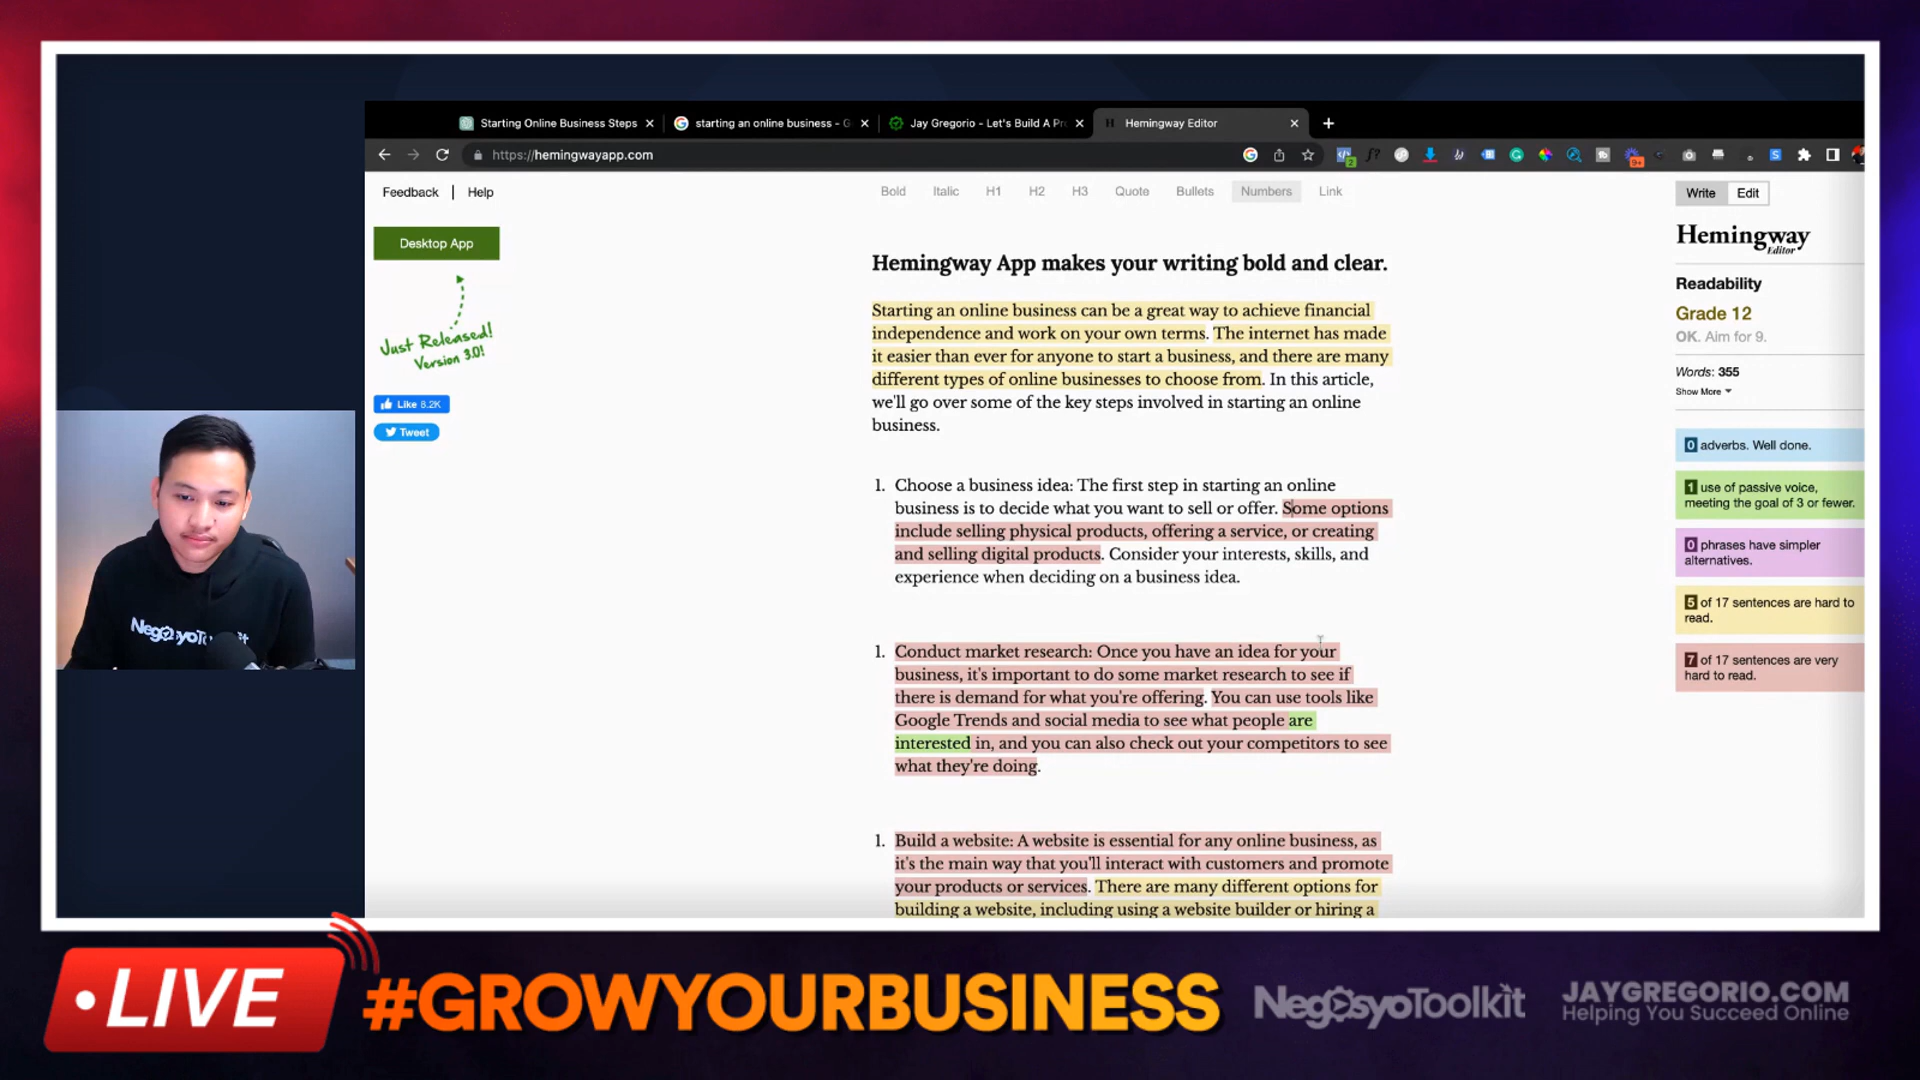 Starting Online Business Steps
starting an online business - G
Jay Gregorio - Let's Build A Pr
Hemingway Editor
https://hemingwayapp.com
Feedback | Help
Bold Italic H1 H2 H3 Quote Bullets Numbers Link
Write Edit
Desktop App
Just Released!
Version 3.0!
Like 8.2K
Tweet
Hemingway App makes your writing bold and clear.
Starting an online business can be a great way to achieve financial
independence and work on your own terms. The internet has made
it easier than ever for anyone to start a business, and there are many
different types of online businesses to choose from. In this article,
we'll go over some of the key steps involved in starting an online
business.
1. Choose a business idea: The first step in starting an online
business is to decide what you want to sell or offer. Some options
include selling physical products, offering a service, or creating
and selling digital products. Consider your interests, skills, and
experience when deciding on a business idea.
1. Conduct market research: Once you have an idea for your
business, it's important to do some market research to see if
there is demand for what you're offering. You can use tools like
Google Trends and social media to see what people are
interested in, and you can also check out your competitors to see
what they're doing.
1. Build a website: A website is essential for any online business, as
it's the main way that you'll interact with customers and promote
your products or services. There are many different options for
building a website, including using a website builder or hiring a
Hemingway
Editor
Readability
Grade 12
OK. Aim for 9.
Words: 355
Show More
0 adverbs. Well done.
1 use of passive voice,
meeting the goal of 3 or fewer.
0 phrases have simpler
alternatives.
5 of 17 sentences are hard to
read.
7 of 17 sentences are very
hard to read.
LIVE
#GROWYOURBUSINESS
NegosyoToolkit
JAYGREGORIO.COM
Helping You Succeed Online